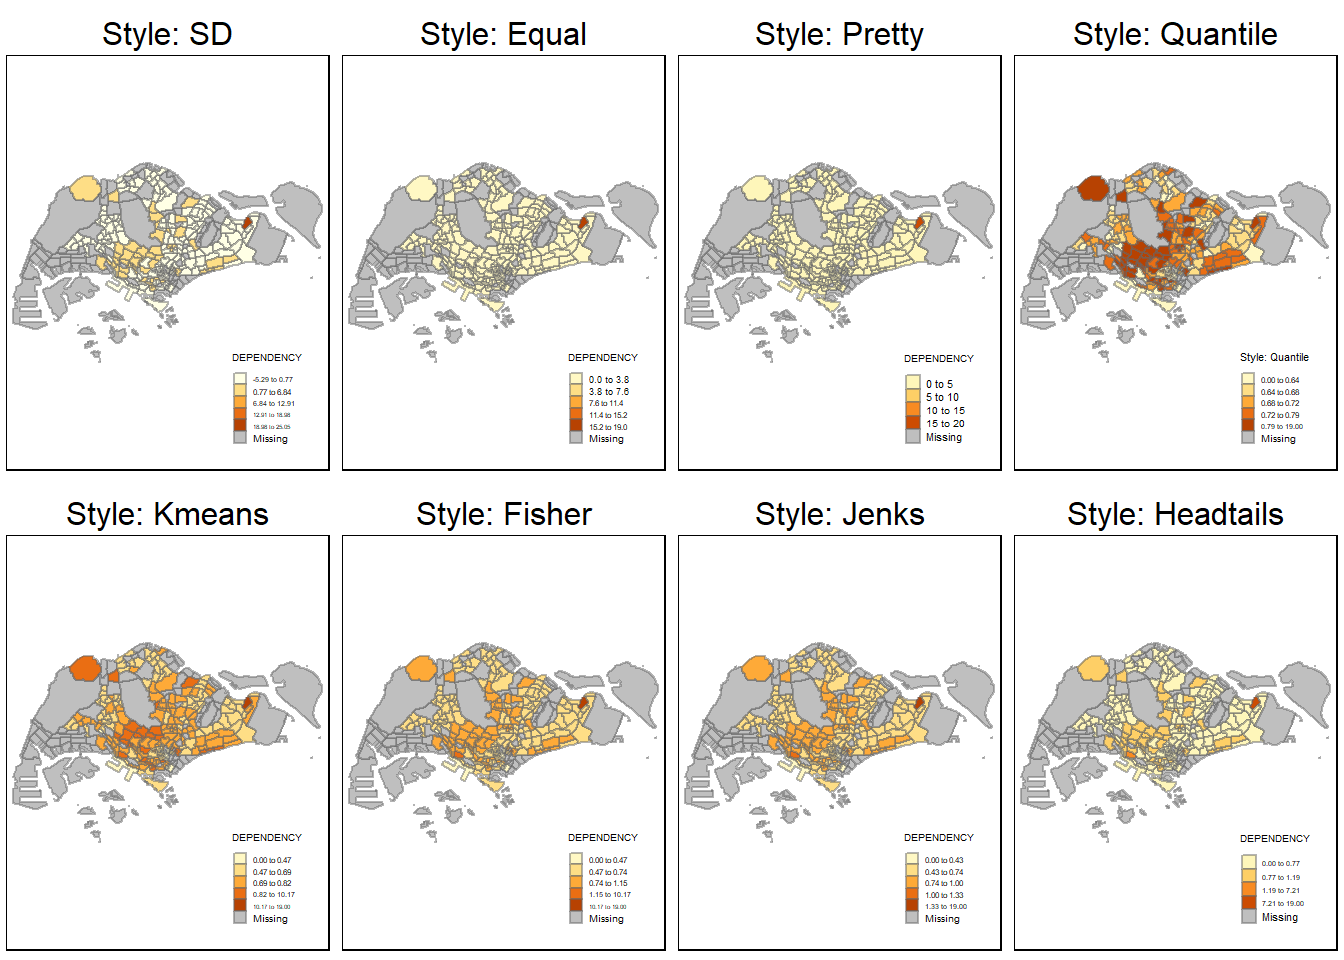 Style: SD
DEPENDENCY
-5.29 to 0.77
0.77 to 6.84
6.84 to 12.91
12.91 to 18.98
18.98 to 25.05
Missing
Style: Equal
DEPENDENCY
0.0 to 3.8
3.8 to 7.6
7.6 to 11.4
11.4 to 15.2
15.2 to 19.0
Missing
Style: Pretty
DEPENDENCY
0 to 5
5 to 10
10 to 15
15 to 20
Missing
Style: Quantile
Style: Quantile
0.00 to 0.64
0.64 to 0.68
0.68 to 0.72
0.72 to 0.79
0.79 to 19.00
Missing
Style: Kmeans
DEPENDENCY
0.00 to 0.47
0.47 to 0.69
0.69 to 0.82
0.82 to 10.17
10.17 to 19.00
Missing
Style: Fisher
DEPENDENCY
0.00 to 0.47
0.47 to 0.74
0.74 to 1.15
1.15 to 10.17
10.17 to 19.00
Missing
Style: Jenks
DEPENDENCY
0.00 to 0.43
0.43 to 0.74
0.74 to 1.00
1.00 to 1.33
1.33 to 19.00
Missing
Style: Headtails
DEPENDENCY
0.00 to 0.77
0.77 to 1.19
1.19 to 7.21
7.21 to 19.00
Missing